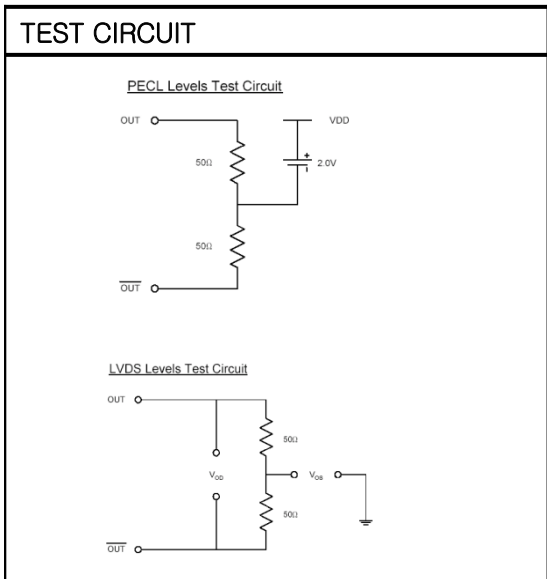 TEST CIRCUIT
PECL Levels Test Circuit
OUT
VDD
50Ω
+
2.0V
50Ω
OUT
LVDS Levels Test Circuit
OUT
50Ω
VOD
VOS
50Ω
OUT